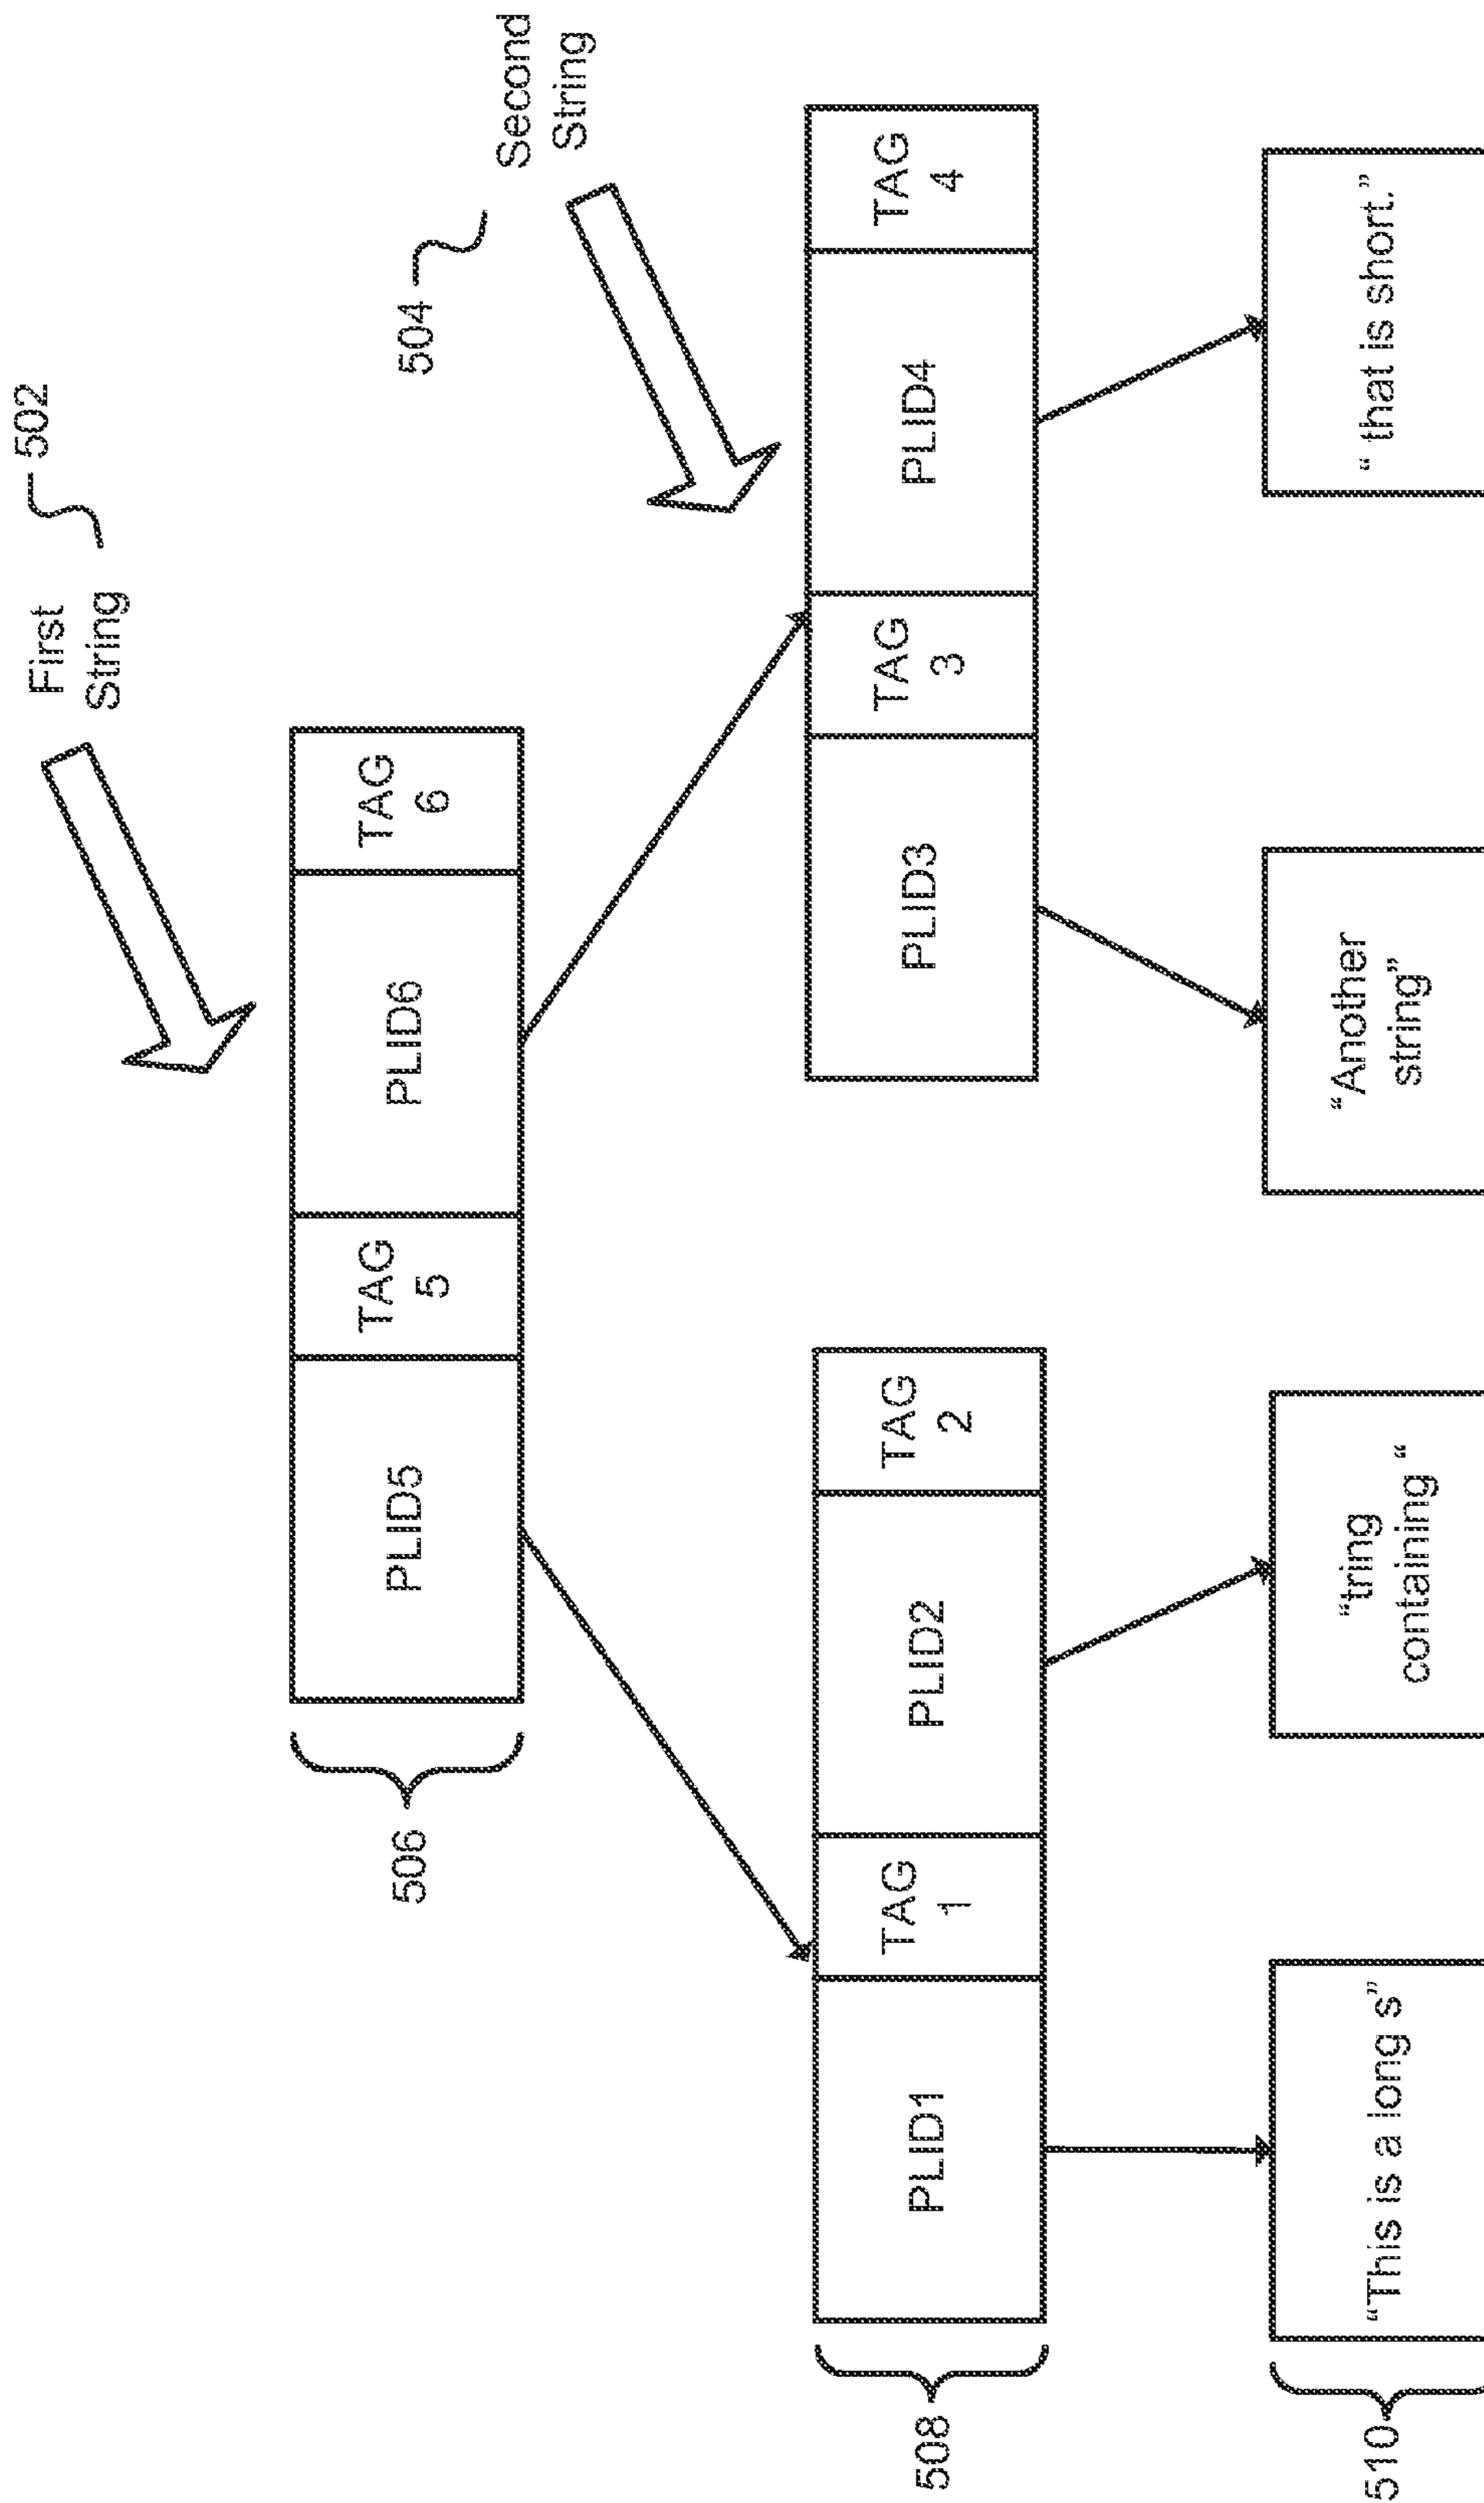 First
String
502
504
Second
String
506
PLID5
TAG
5
PLID6
TAG
6
508
PLID1
TAG
1
PLID2
TAG
2
PLID3
TAG
3
PLID4
TAG
4
510
“This is a long s”
“tring
containing “
“Another
string”
“ that is short.”